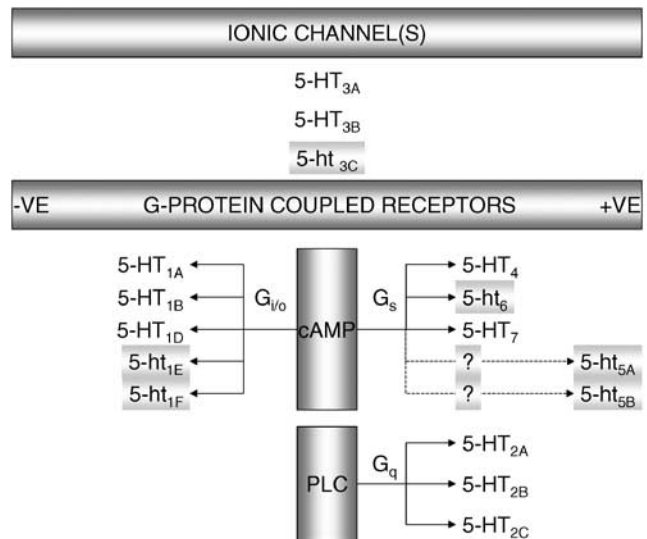 IONIC CHANNEL(S)
5-HT3A
5-HT3B
5-ht 3C
-VE G-PROTEIN COUPLED RECEPTORS +VE
5-HT1A Gi/o Gs 5-HT4
5-HT1B 5-ht6
5-HT1D cAMP 5-HT7
5-ht1E ? 5-ht5A
5-ht1F ? 5-ht5B
5-HT2A
PLC Gq 5-HT2B
5-HT2C